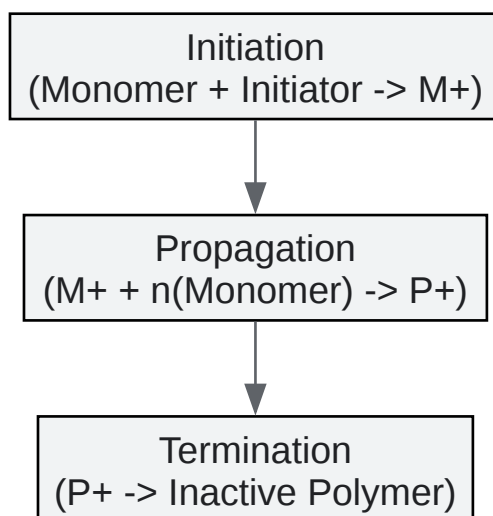 Initiation
(Monomer + Initiator -> M+)
Propagation
(M+ + n(Monomer) -> P+)
Termination
(P+ -> Inactive Polymer)